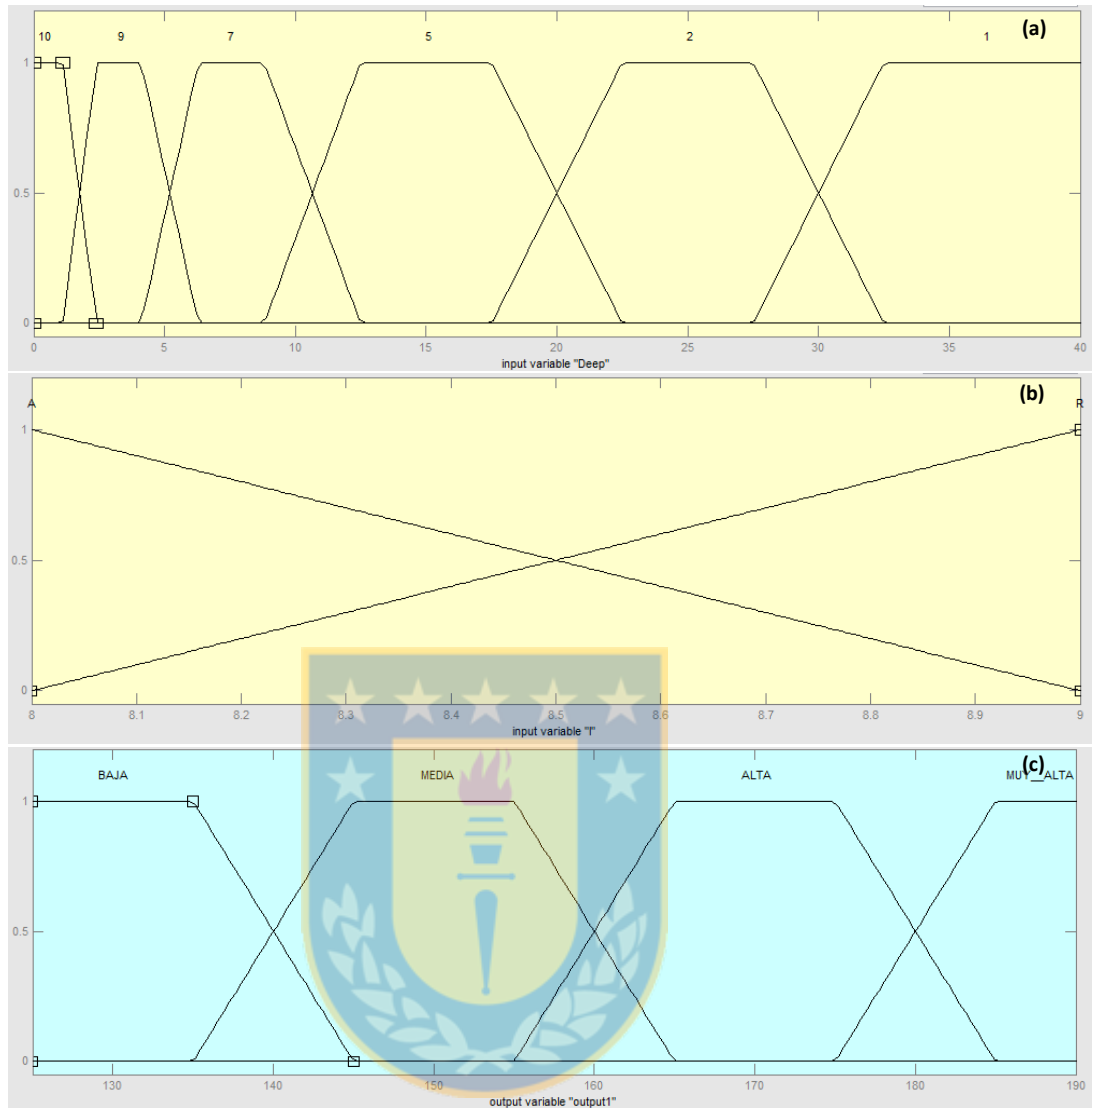 (a)
10 9 7 5 2 1
1
0.5
0
0 5 10 15 20 25 30 35 40
input variable "Deep"
(b)
A R
1
0.5
0
8 8.1 8.2 8.3 8.4 8.5 8.6 8.7 8.8 8.9 9
input variable "I"
(c)
BAJA MEDIA ALTA MUY__ALTA
1
0.5
0
130 140 150 160 170 180 190
output variable "output1"